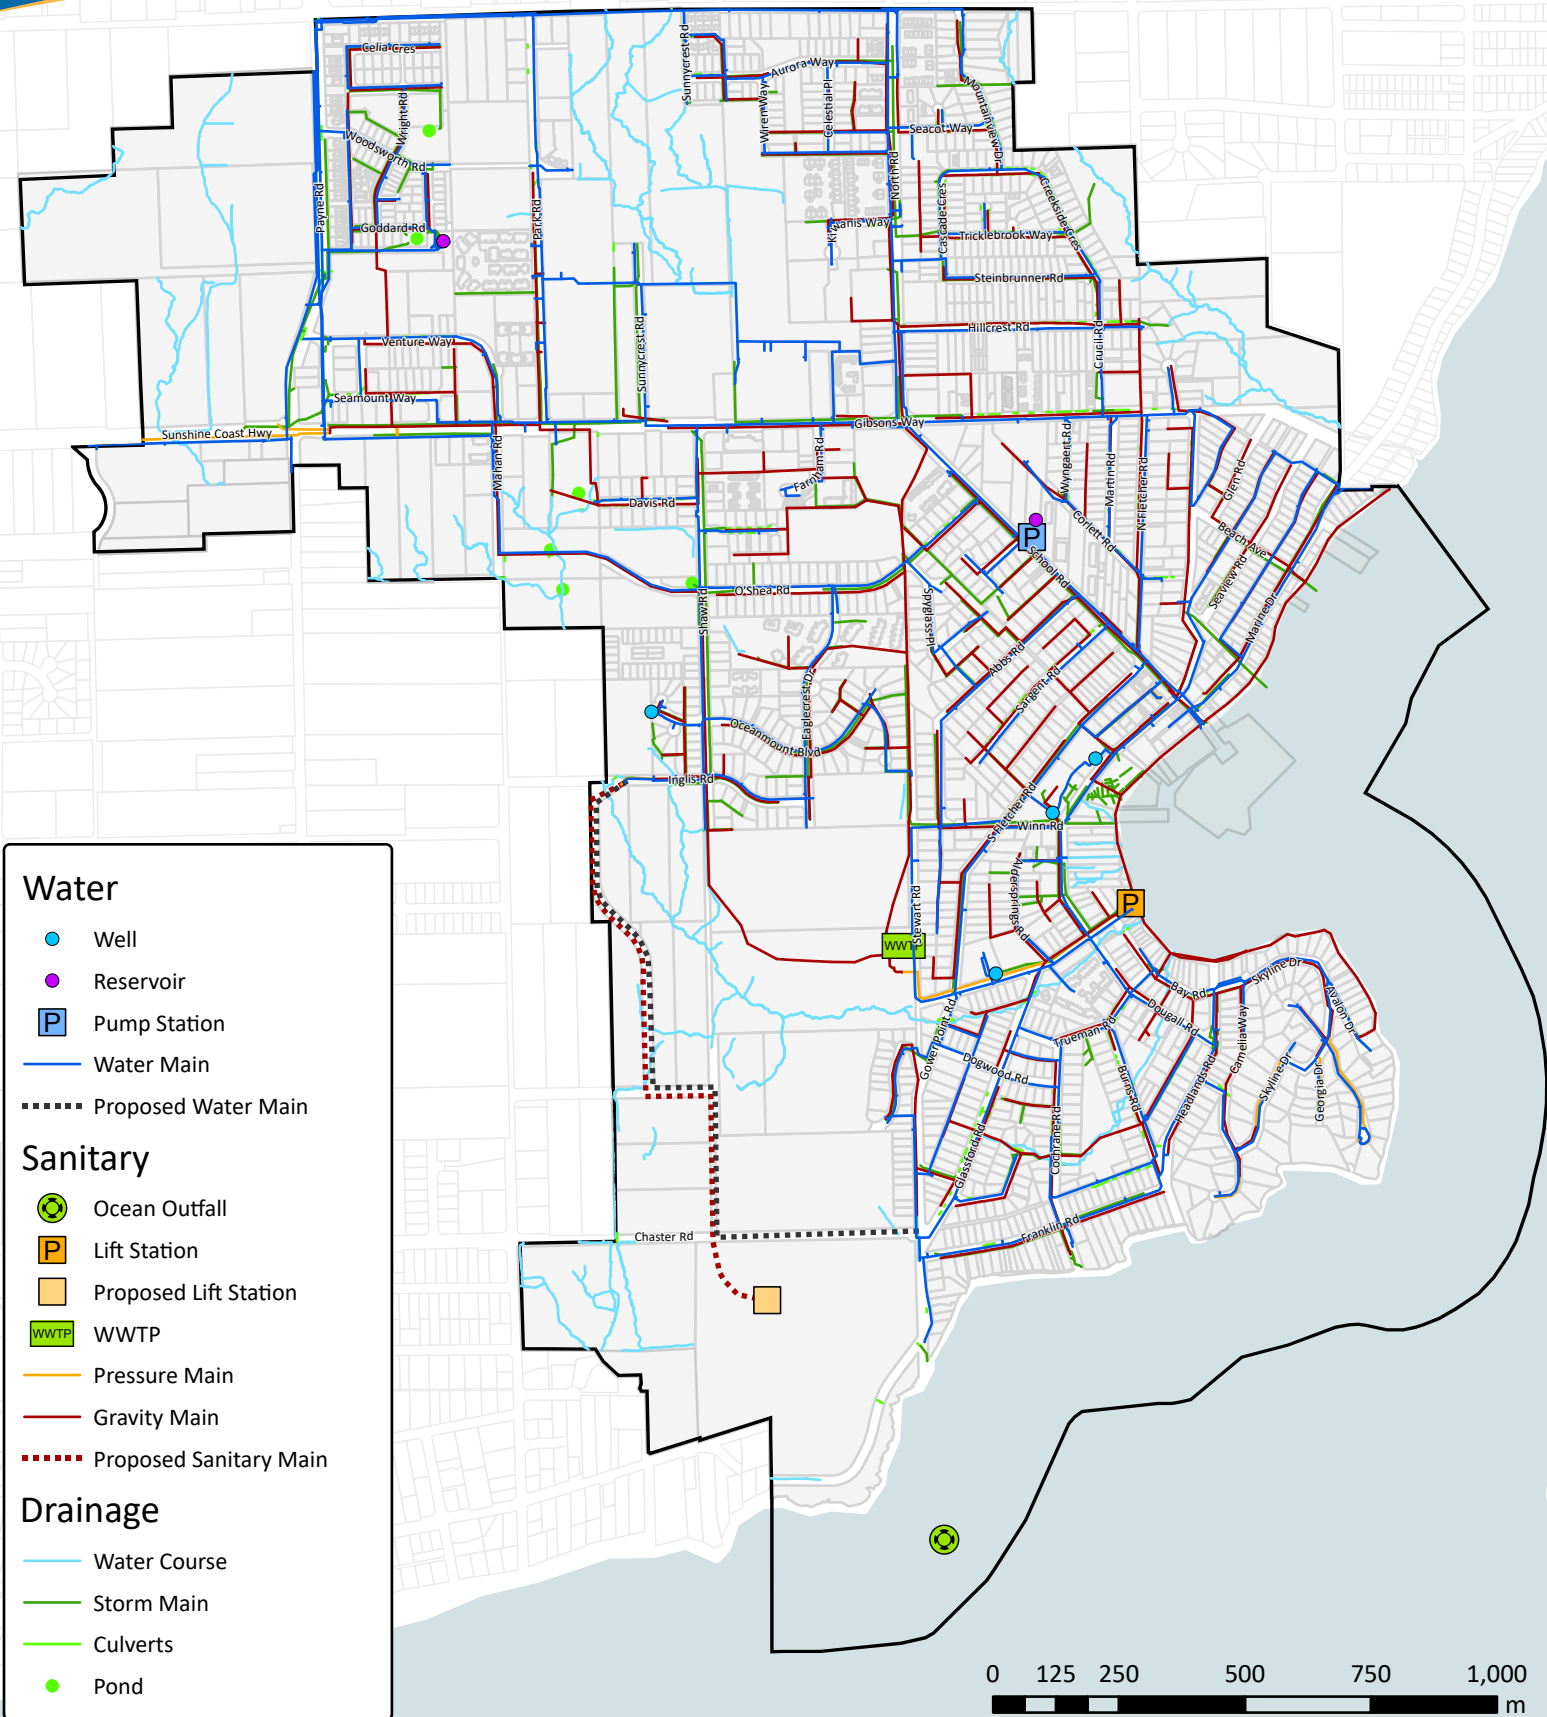 Celia Cres
Sunnycrest Rd
Aurora Way
Wright Rd
Wiren Way
Celestial Pl
Mountainview Dr
Seacot Way
Woodsworth Rd
Payne Rd
Park Rd
North Rd
Cascade Cres
Creekside Cres
Goddard Rd
Kiwanis Way
Tricklebrook Way
Steinbrunner Rd
Hillcrest Rd
Crucil Rd
Venture Way
Sunnycrest Rd
Seamount Way
Sunshine Coast Hwy
Gibsons Way
Mahan Rd
Farnham Rd
Wyngaert Rd
Martin Rd
N Fletcher Rd
Glen Rd
Davis Rd
Corlett Rd
Beach Ave
P
School Rd
Seaview Rd
Marine Dr
O'Shea Rd
Shaw Rd
Spyglass Pl
Abbs Rd
Sargent Rd
Eaglecrest Dr
Oceanmount Blvd
Inglis Rd
S Fletcher Rd
Winn Rd
Aldersprings Rd
P
Stewart Rd
WWTP
Skyline Dr
Bay Rd
Avalon Dr
Dougall Rd
Gower Point Rd
Trueman Rd
Camelia Way
Dogwood Rd
Burns Rd
Headlands Rd
Skyline Dr
Georgia Dr
Cochrane Rd
Glassford Rd
Franklin Rd
Chaster Rd
Water
Well
Reservoir
P Pump Station
Water Main
Proposed Water Main
Sanitary
Ocean Outfall
P Lift Station
Proposed Lift Station
WWTP WWTP
Pressure Main
Gravity Main
Proposed Sanitary Main
Drainage
Water Course
Storm Main
Culverts
Pond
0 125 250 500 750 1,000
m